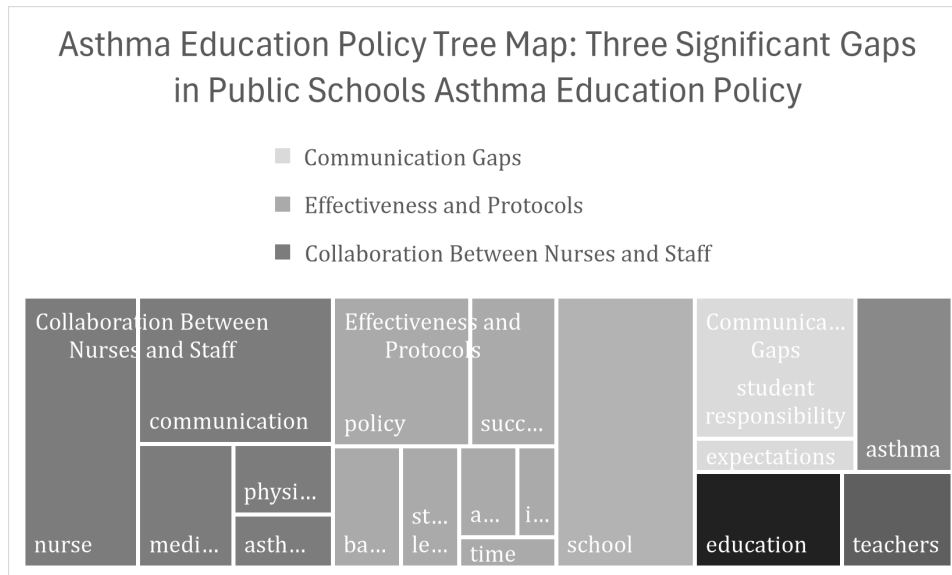 Asthma Education Policy Tree Map: Three Significant Gaps
in Public Schools Asthma Education Policy
Communication Gaps
Effectiveness and Protocols
Collaboration Between Nurses and Staff
Collaboration Between
Nurses and Staff
nurse
communication
medi...
physi...
asth...
Effectiveness and
Protocols
policy
succ...
ba...
st...
le...
a...
i...
time
school
Communica...
Gaps
student
responsibility
expectations
asthma
education
teachers